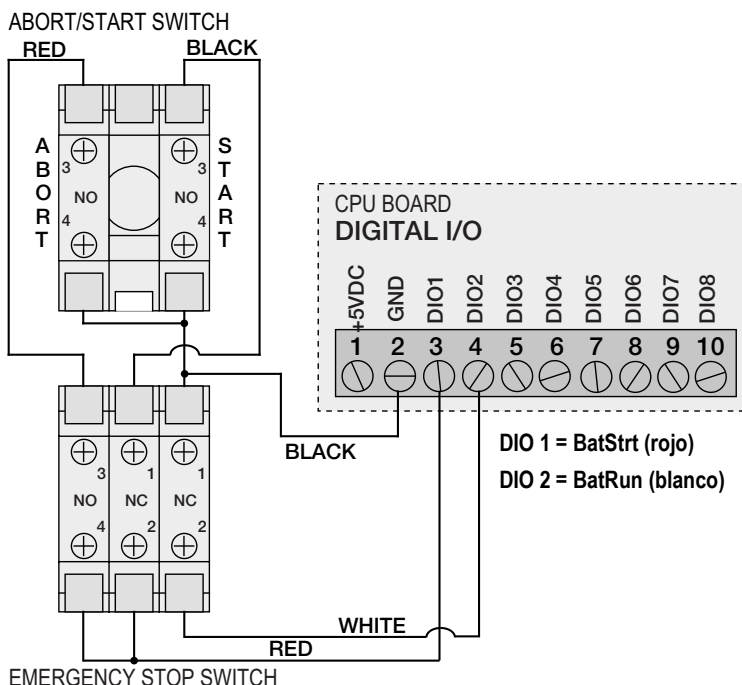 ABORT/START SWITCH
RED
BLACK
ABORT
START
3
3
NO
NO
4
4
CPU BOARD
DIGITAL I/O
+5VDC
GND
DIO1
DIO2
DIO3
DIO4
DIO5
DIO6
DIO7
DIO8
1 2 3 4 5 6 7 8 9 10
BLACK
DIO 1 = BatStrt (rojo)
DIO 2 = BatRun (blanco)
3 1 1
NO NC NC
4 2 2
WHITE
RED
EMERGENCY STOP SWITCH